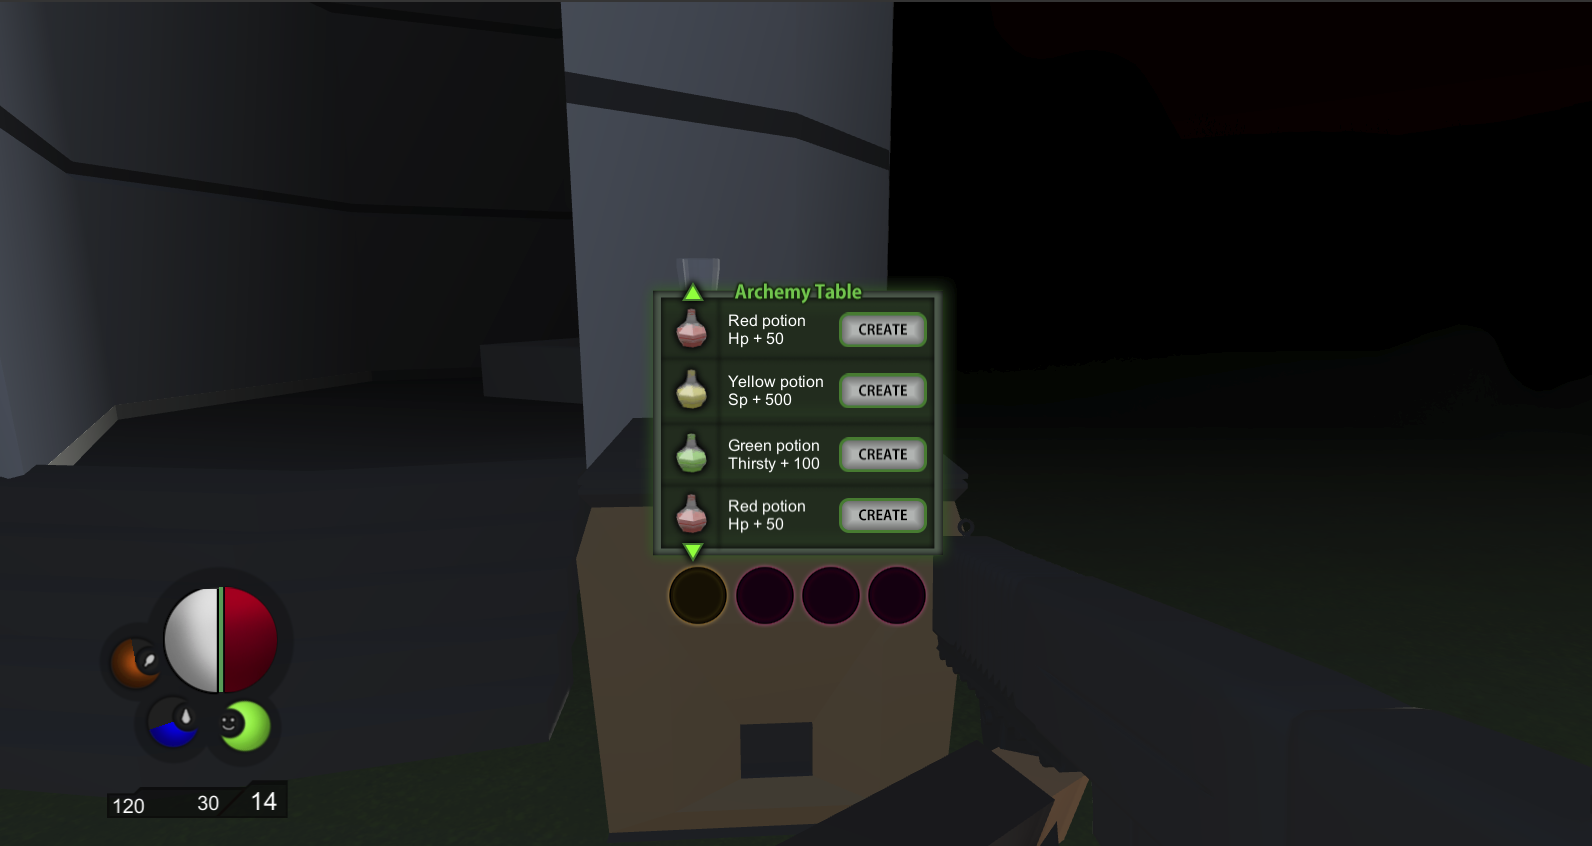 Archemy Table
Red potion
Hp + 50
CREATE
Yellow potion
Sp + 500
CREATE
Green potion
Thirsty + 100
CREATE
Red potion
Hp + 50
CREATE
120 30 14